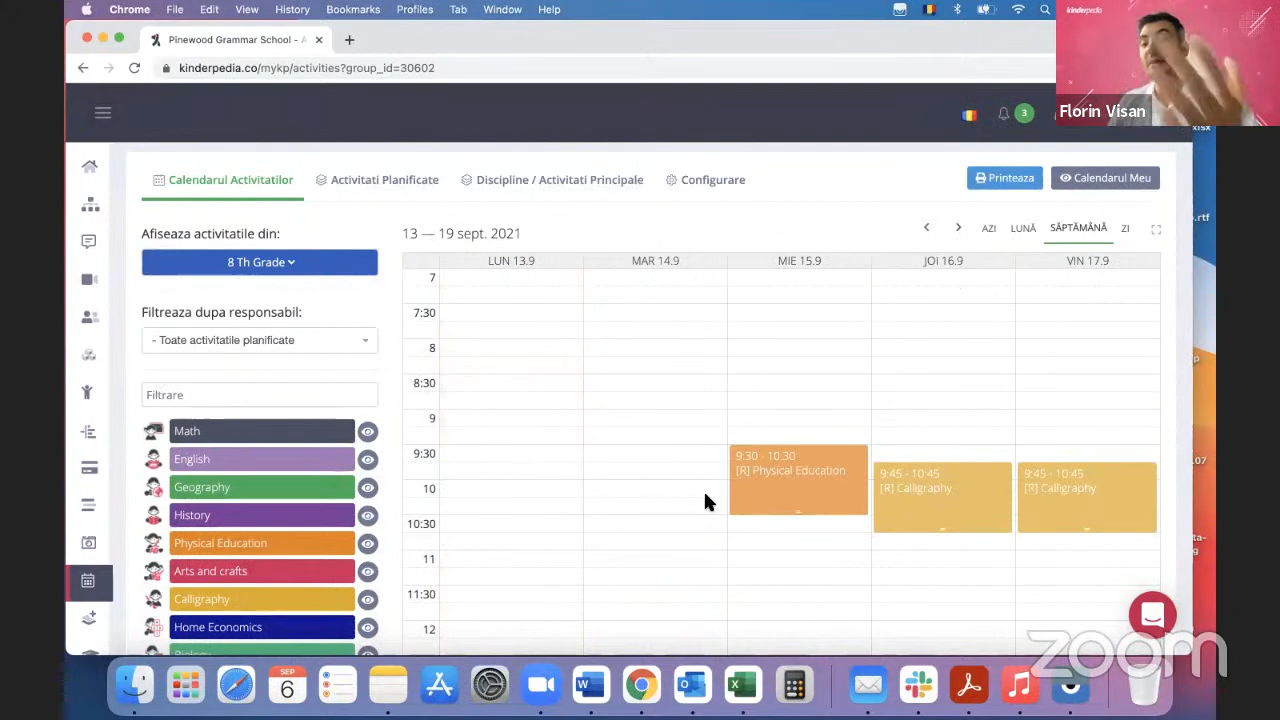 Chrome File Edit View History Bookmarks Profiles Tab Window Help
kinderpedia
Pinewood Grammar School - A
kinderpedia.co/mykp/activities?group_id=30602
Florin Visan
3
xlsx
Calendarul Activitatilor Activitati Planificate Discipline / Activitati Principale Configurare Printeaza Calendarul Meu
.rtf
Afiseaza activitatile din: 13 — 19 sept. 2021 AZI LUNĂ SĂPTĂMÂNĂ ZI
8 Th Grade
LUN 13.9 MAR 14.9 MIE 15.9 JOI 16.9 VIN 17.9
7
7:30
8
8:30
9
9:30
10
10:30
11
11:30
12
Filtreaza dupa responsabil:
- Toate activitatile planificate
Filtrare
Math
English
Geography
History
Physical Education
Arts and crafts
Calligraphy
Home Economics
Biology
9:30 - 10:30
[R] Physical Education
9:45 - 10:45
[R] Calligraphy
9:45 - 10:45
[R] Calligraphy
.07
zoom
SEP
6